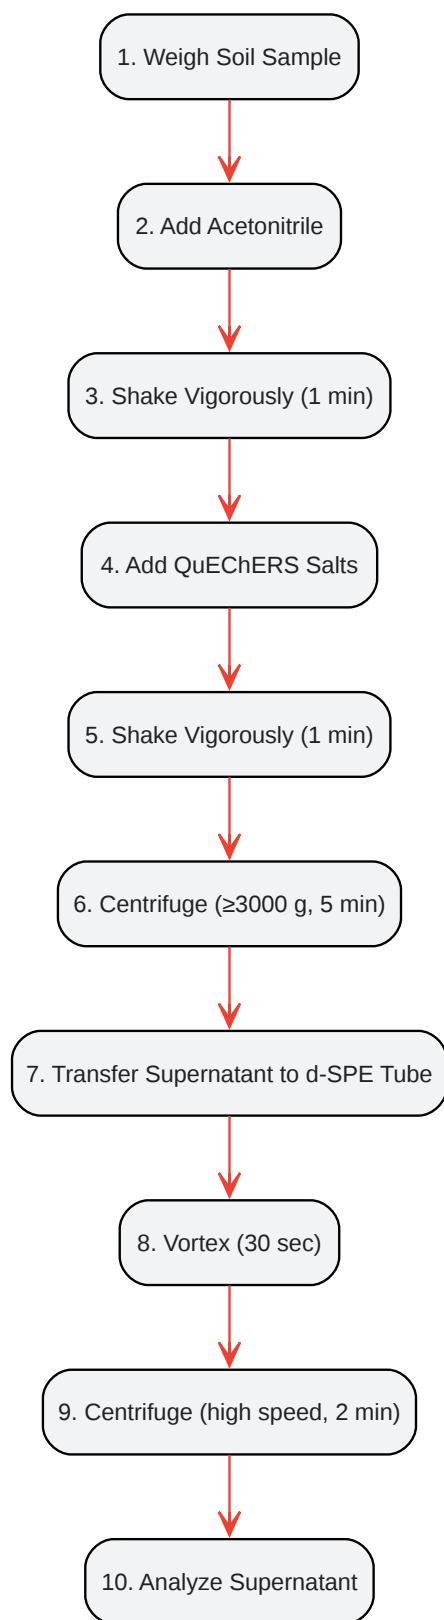 1. Weigh Soil Sample
2. Add Acetonitrile
3. Shake Vigorously (1 min)
4. Add QuEChERS Salts
5. Shake Vigorously (1 min)
6. Centrifuge (≥3000 g, 5 min)
7. Transfer Supernatant to d-SPE Tube
8. Vortex (30 sec)
9. Centrifuge (high speed, 2 min)
10. Analyze Supernatant